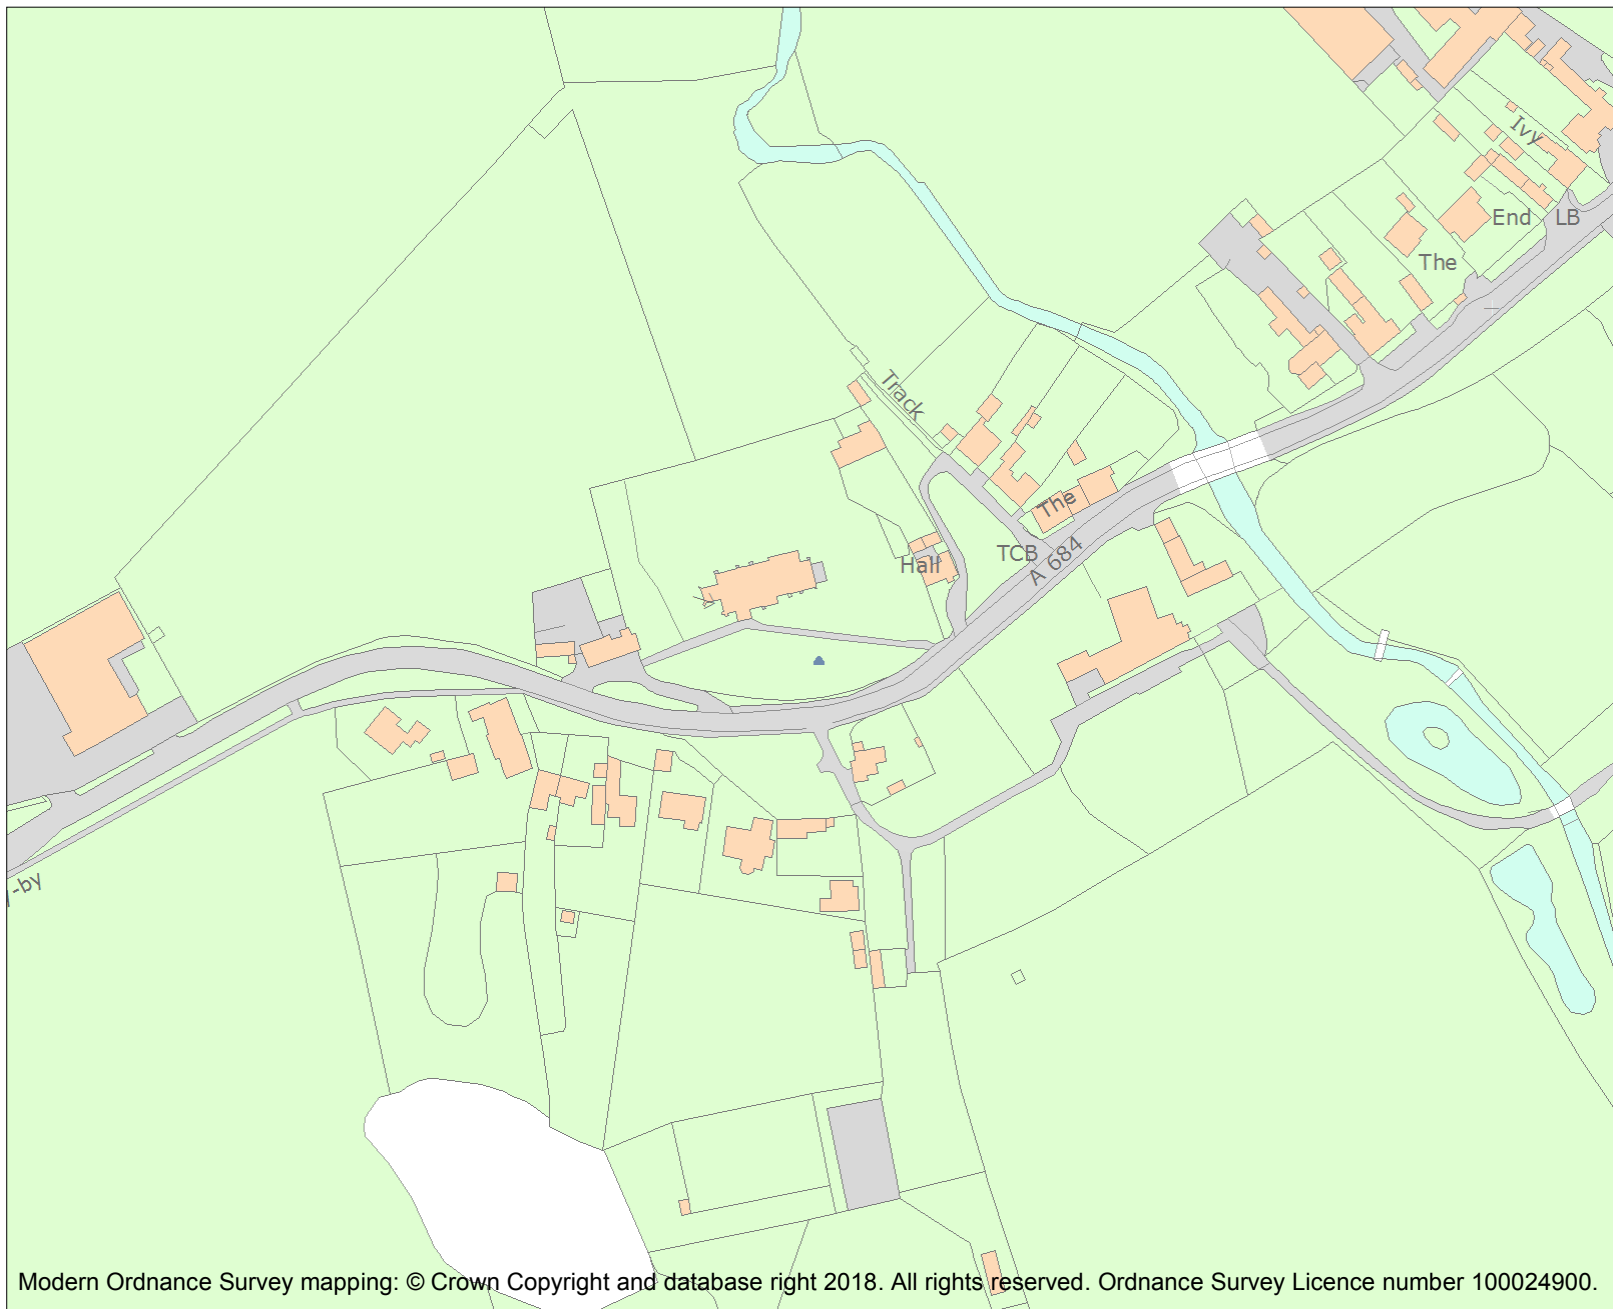 Ivy
End LB
The
Track
The
TCB
A 684
Hall
-by
Modern Ordnance Survey mapping: © Crown Copyright and database right 2018. All rights reserved. Ordnance Survey Licence number 100024900.